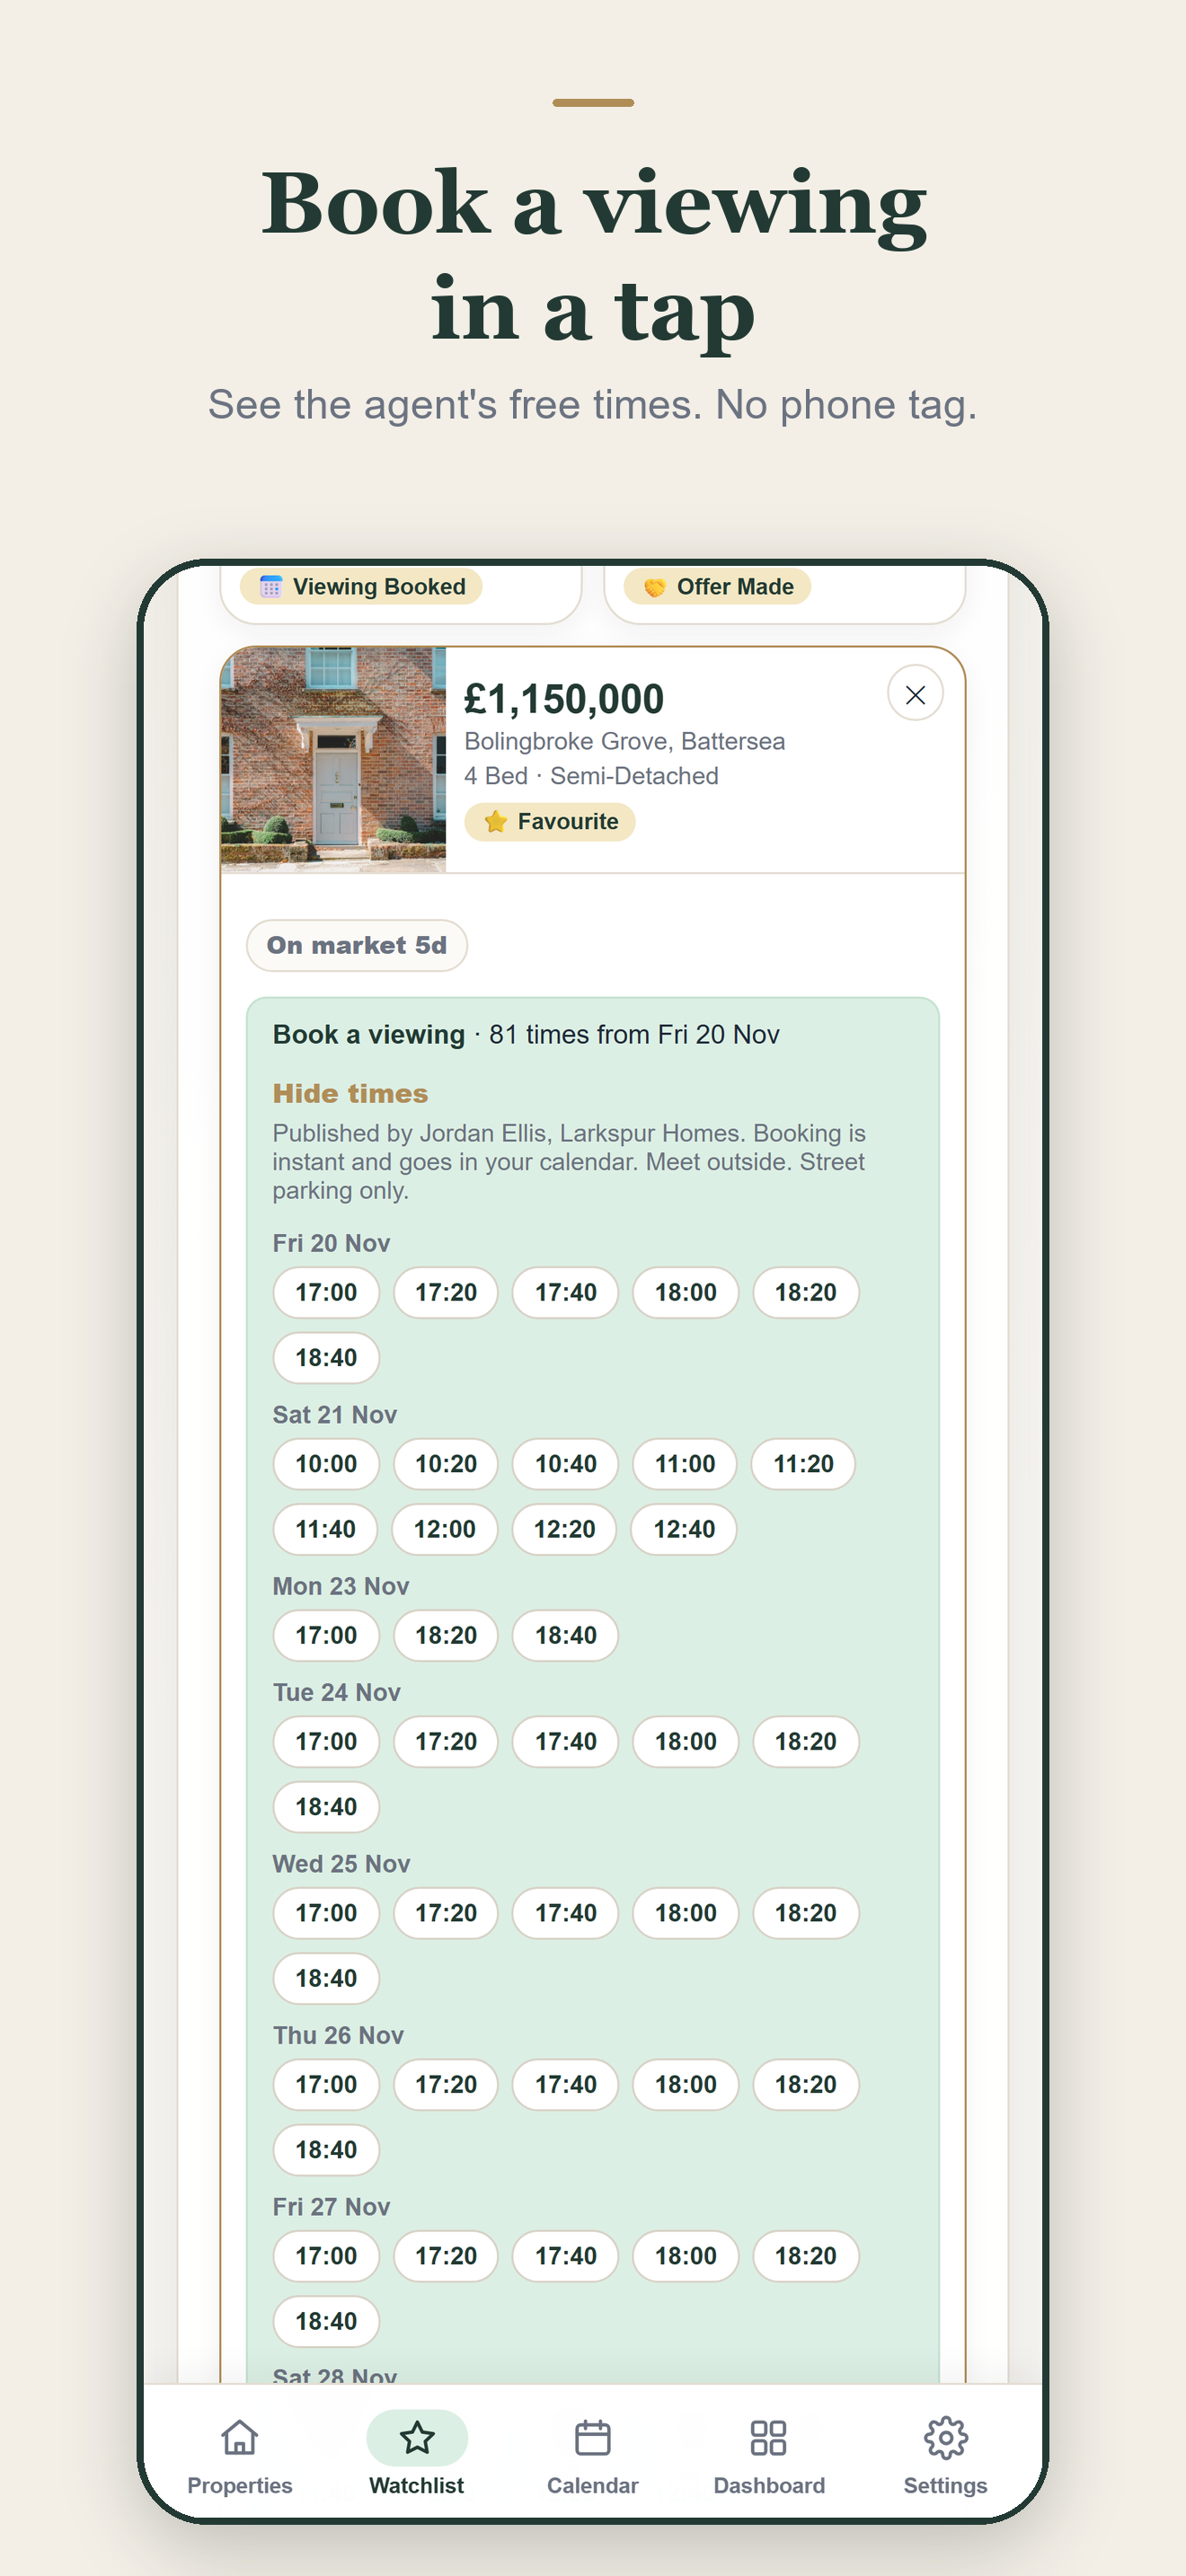 Book a viewing
in a tap
See the agent's free times. No phone tag.
Viewing Booked
Offer Made
£1,150,000
Bolingbroke Grove, Battersea
4 Bed · Semi-Detached
Favourite
On market 5d
Book a viewing · 81 times from Fri 20 Nov
Hide times
Published by Jordan Ellis, Larkspur Homes. Booking is
instant and goes in your calendar. Meet outside. Street
parking only.
Fri 20 Nov
17:00 17:20 17:40 18:00 18:20
18:40
Sat 21 Nov
10:00 10:20 10:40 11:00 11:20
11:40 12:00 12:20 12:40
Mon 23 Nov
17:00 18:20 18:40
Tue 24 Nov
17:00 17:20 17:40 18:00 18:20
18:40
Wed 25 Nov
17:00 17:20 17:40 18:00 18:20
18:40
Thu 26 Nov
17:00 17:20 17:40 18:00 18:20
18:40
Fri 27 Nov
17:00 17:20 17:40 18:00 18:20
18:40
Sat 28 Nov
Properties Watchlist Calendar Dashboard Settings